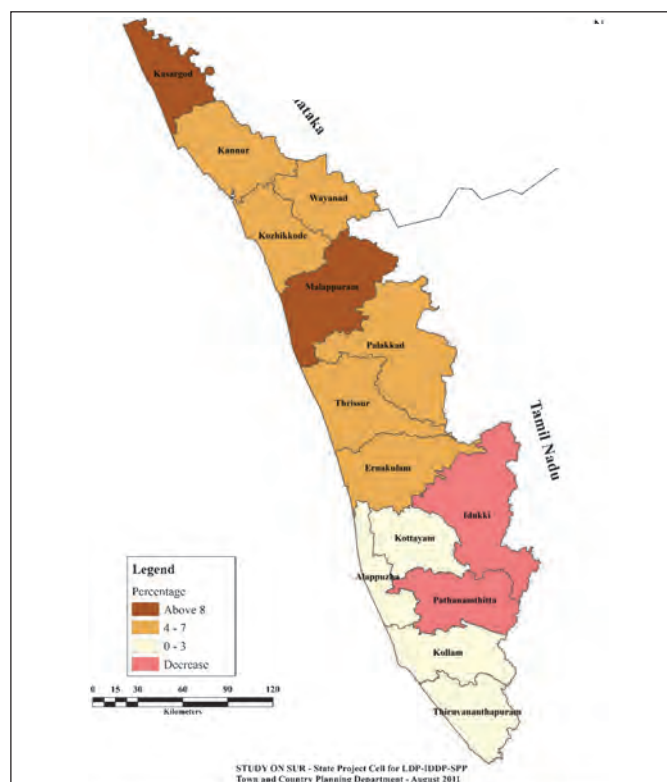 Kasargod
nataka
Kannur
Wayanad
Kozhikkode
Malappuram
Palakkad
Thrissur
Tamil Nadu
Ernakulam
Idukki
Kottayam
Alappuzha
Pathanamthitta
Kollam
Thiruvananthapuram
Legend
Percentage
Above 8
4 - 7
0 - 3
Decrease
0 15 30 60 90 120
Kilometers
STUDY ON SUR - State Project Cell for LDP-IDDP-SPP
Town and Country Planning Department - August 2011